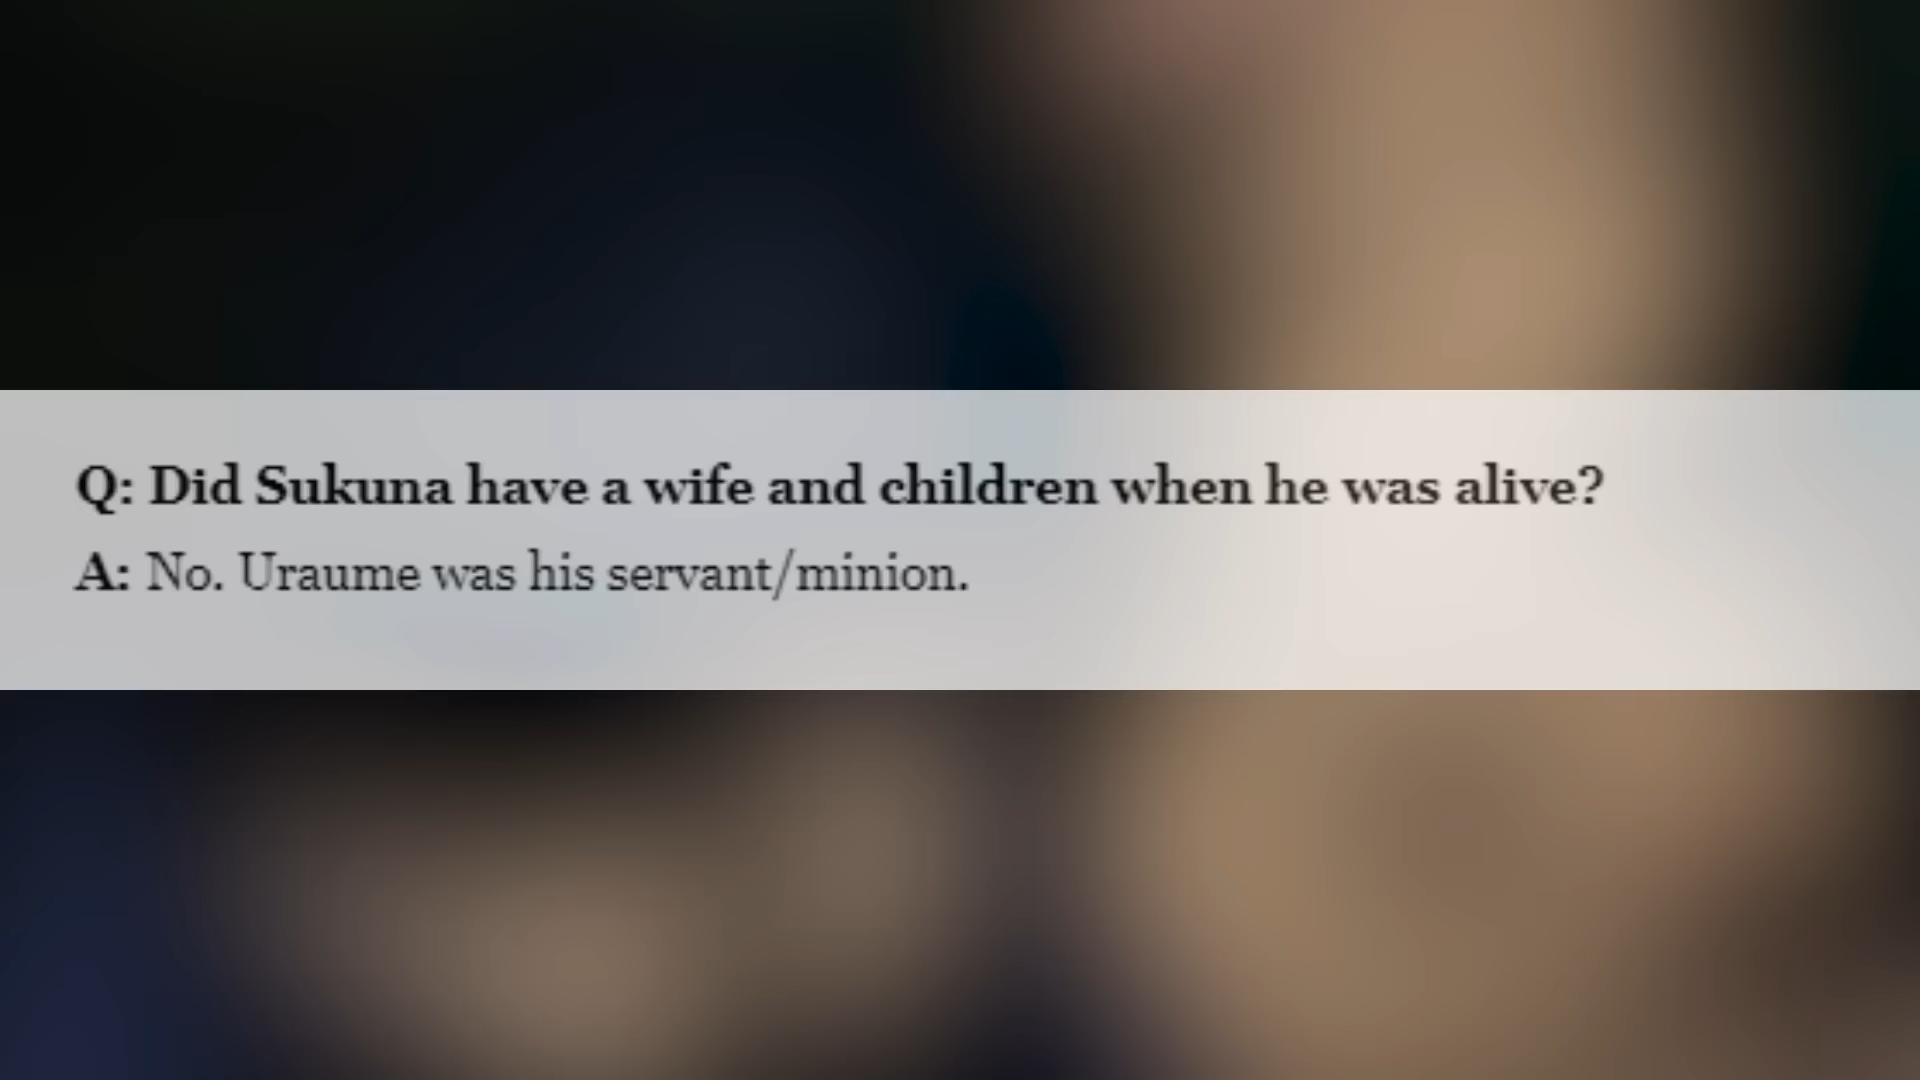 Q: Did Sukuna have a wife and children when he was alive?
A: No. Uraume was his servant/minion.